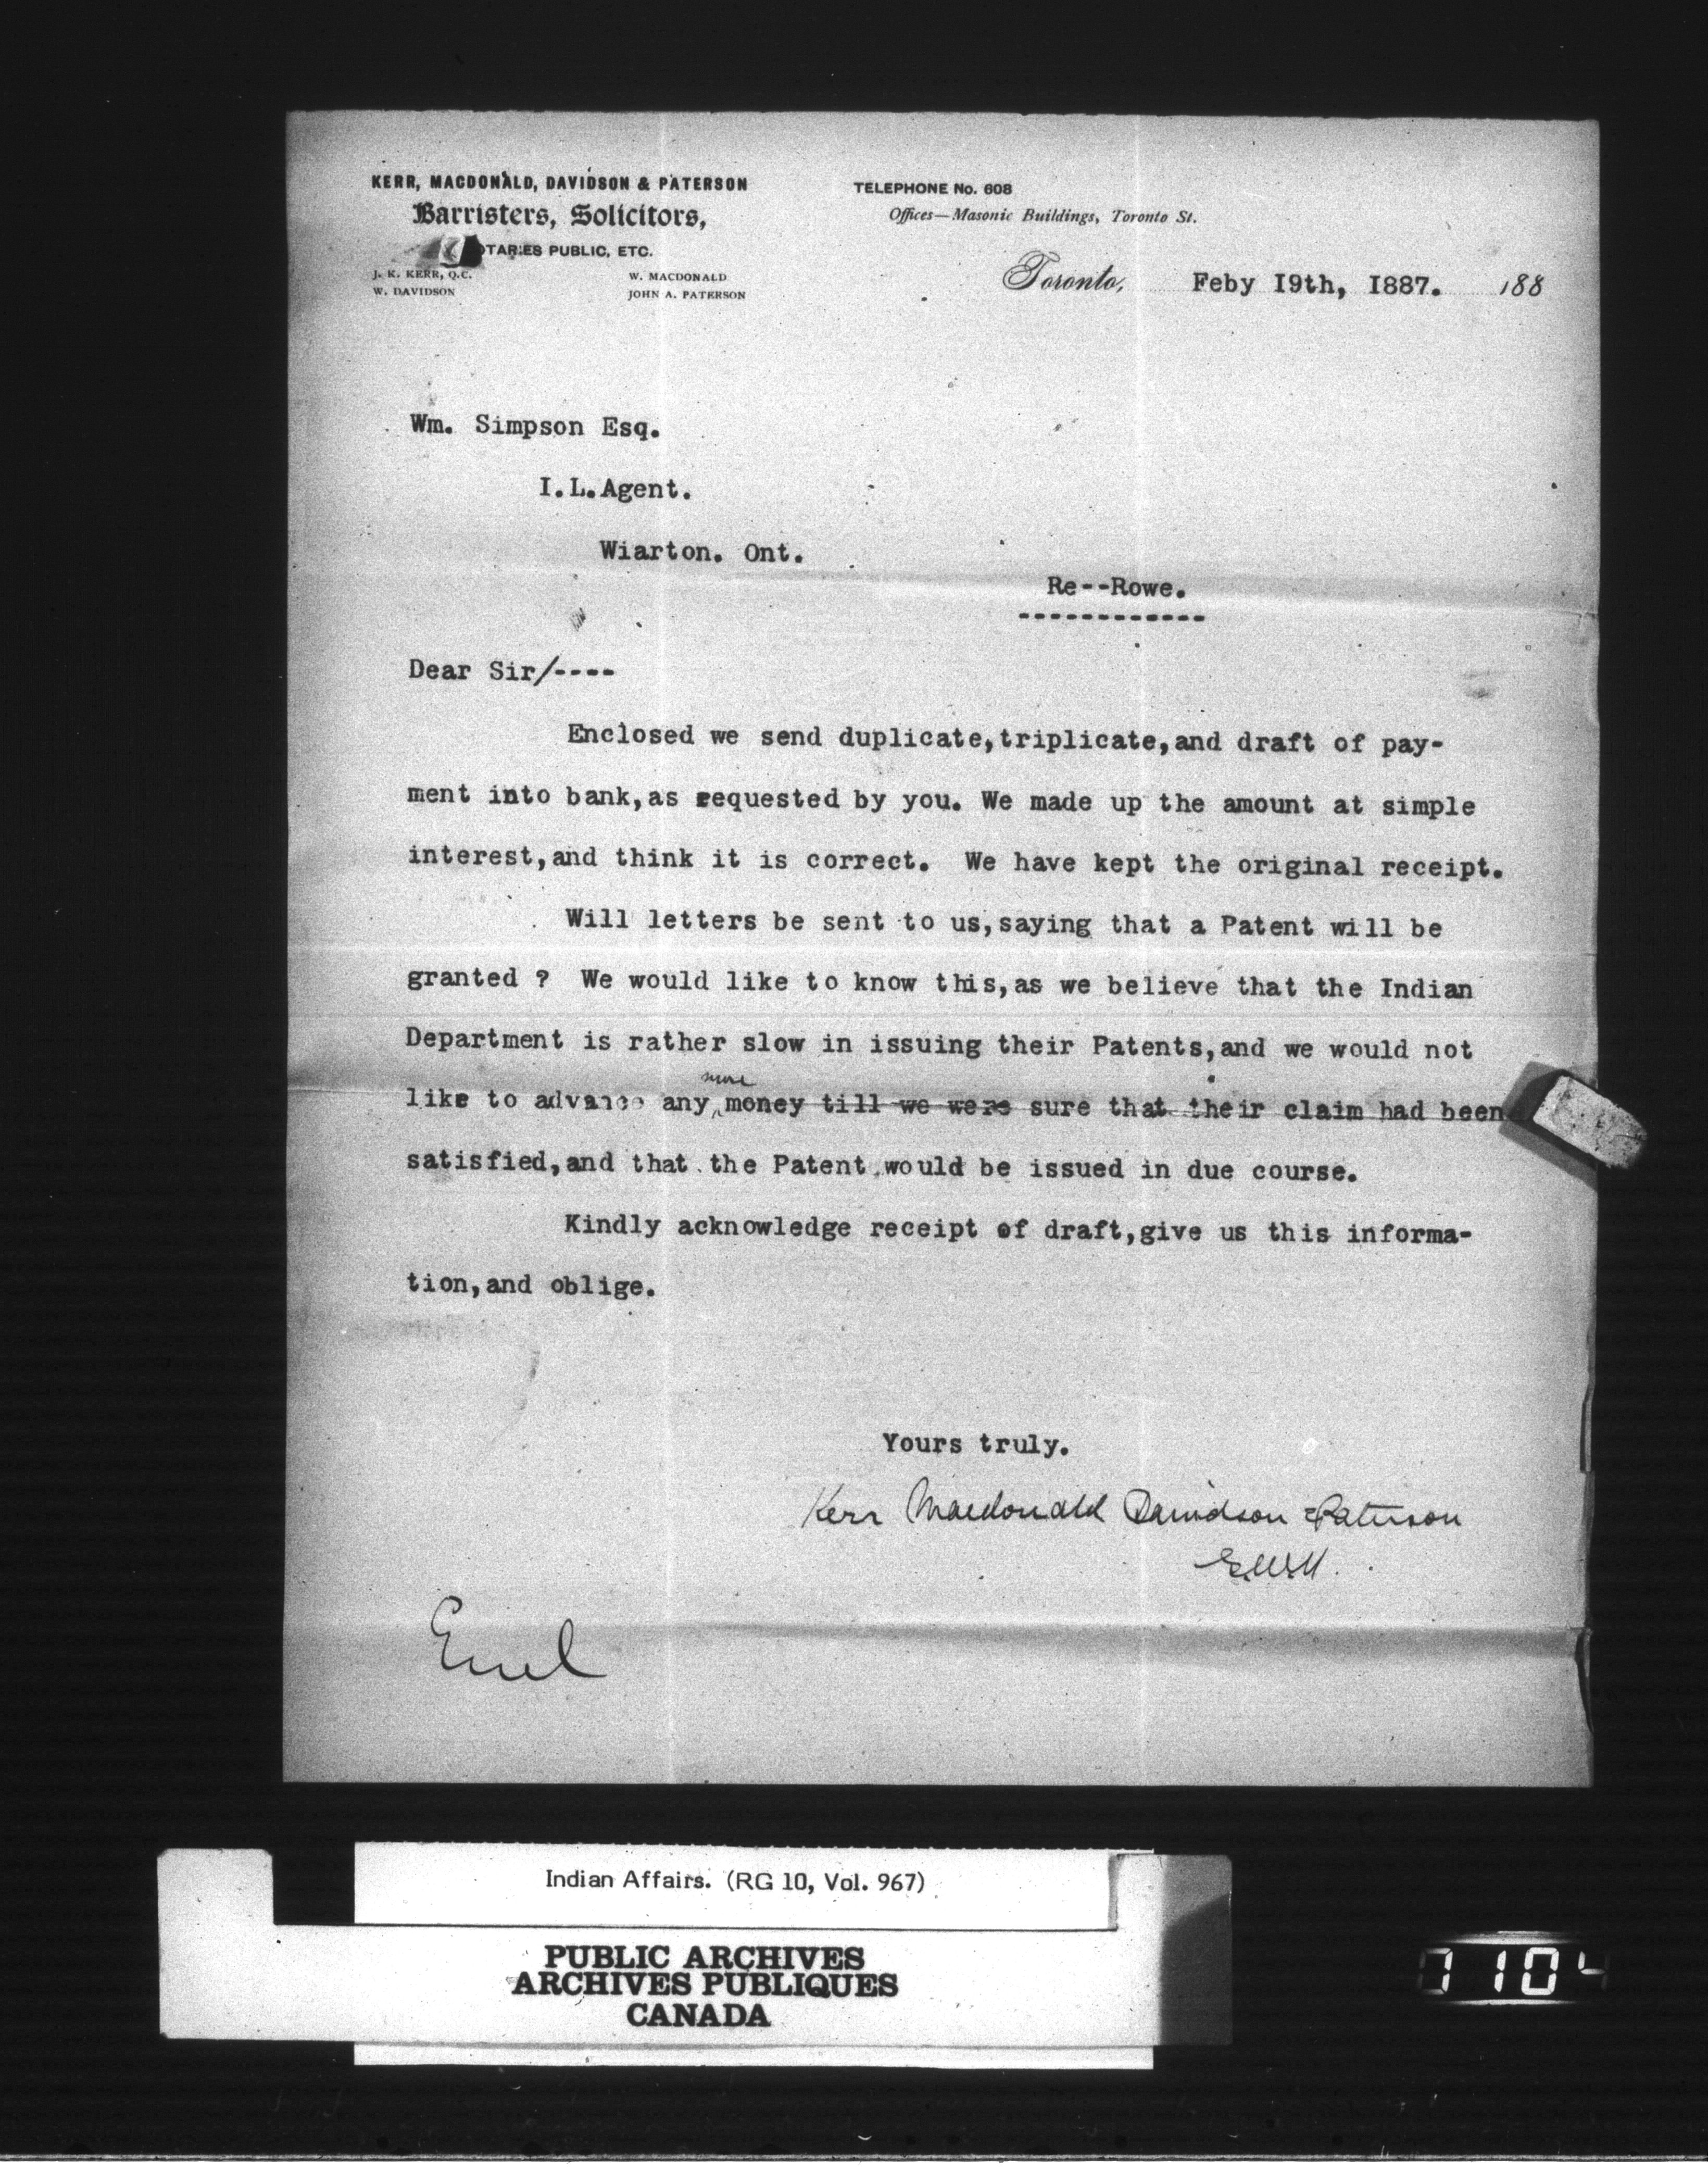 KERR, MACDONALD, DAVIDSON & PATERSON
Barristers, Solicitors,
OTARIES PUBLIC, ETC.
J. K. KERR, Q.C.
W. MACDONALD
W. DAVIDSON
JOHN A. PATERSON
TELEPHONE No. 608
Offices—Masonic Buildings, Toronto St.
Toronto, Feby 19th, 1887. 188
Wm. Simpson Esq.
I.L.Agent.
Wiarton. Ont.
Re--Rowe.
------------
Dear Sir/----
Enclosed we send duplicate,triplicate,and draft of pay-
ment into bank,as requested by you. We made up the amount at simple
interest,and think it is correct. We have kept the original receipt.
Will letters be sent to us,saying that a Patent will be
granted ? We would like to know this,as we believe that the Indian
Department is rather slow in issuing their Patents,and we would not
more
like to advance any money till we were sure that their claim had been
satisfied,and that the Patent would be issued in due course.
Kindly acknowledge receipt of draft,give us this informa-
tion,and oblige.
Yours truly.
Kerr Macdonald Davidson & Paterson
Encl
Indian Affairs. (RG 10, Vol. 967)
PUBLIC ARCHIVES
ARCHIVES PUBLIQUES
CANADA